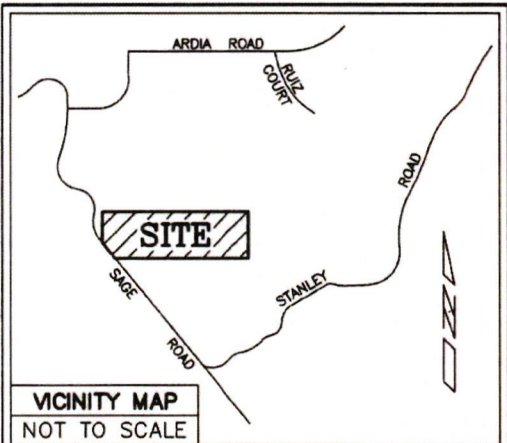 ARDIA ROAD
RUIZ
COURT
ROAD
SITE
SAGE
STANLEY
ROAD
N
VICINITY MAP
NOT TO SCALE